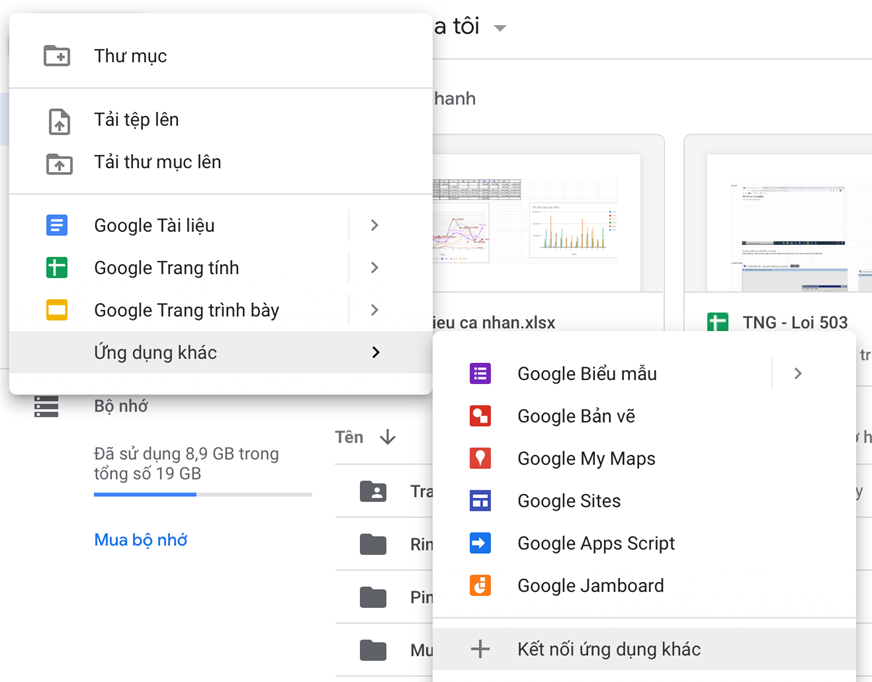 Thư mục
Tải tệp lên
Tải thư mục lên
Google Tài liệu
Google Trang tính
Google Trang trình bày
Ứng dụng khác
a tôi
hanh
ieu ca nhan.xlsx
TNG - Loi 503
Google Biểu mẫu
Google Bản vẽ
Google My Maps
Google Sites
Google Apps Script
Google Jamboard
Kết nối ứng dụng khác
Bộ nhớ
Đã sử dụng 8,9 GB trong
tổng số 19 GB
Mua bộ nhớ
Tên
Tra
Rin
Pin
Mu